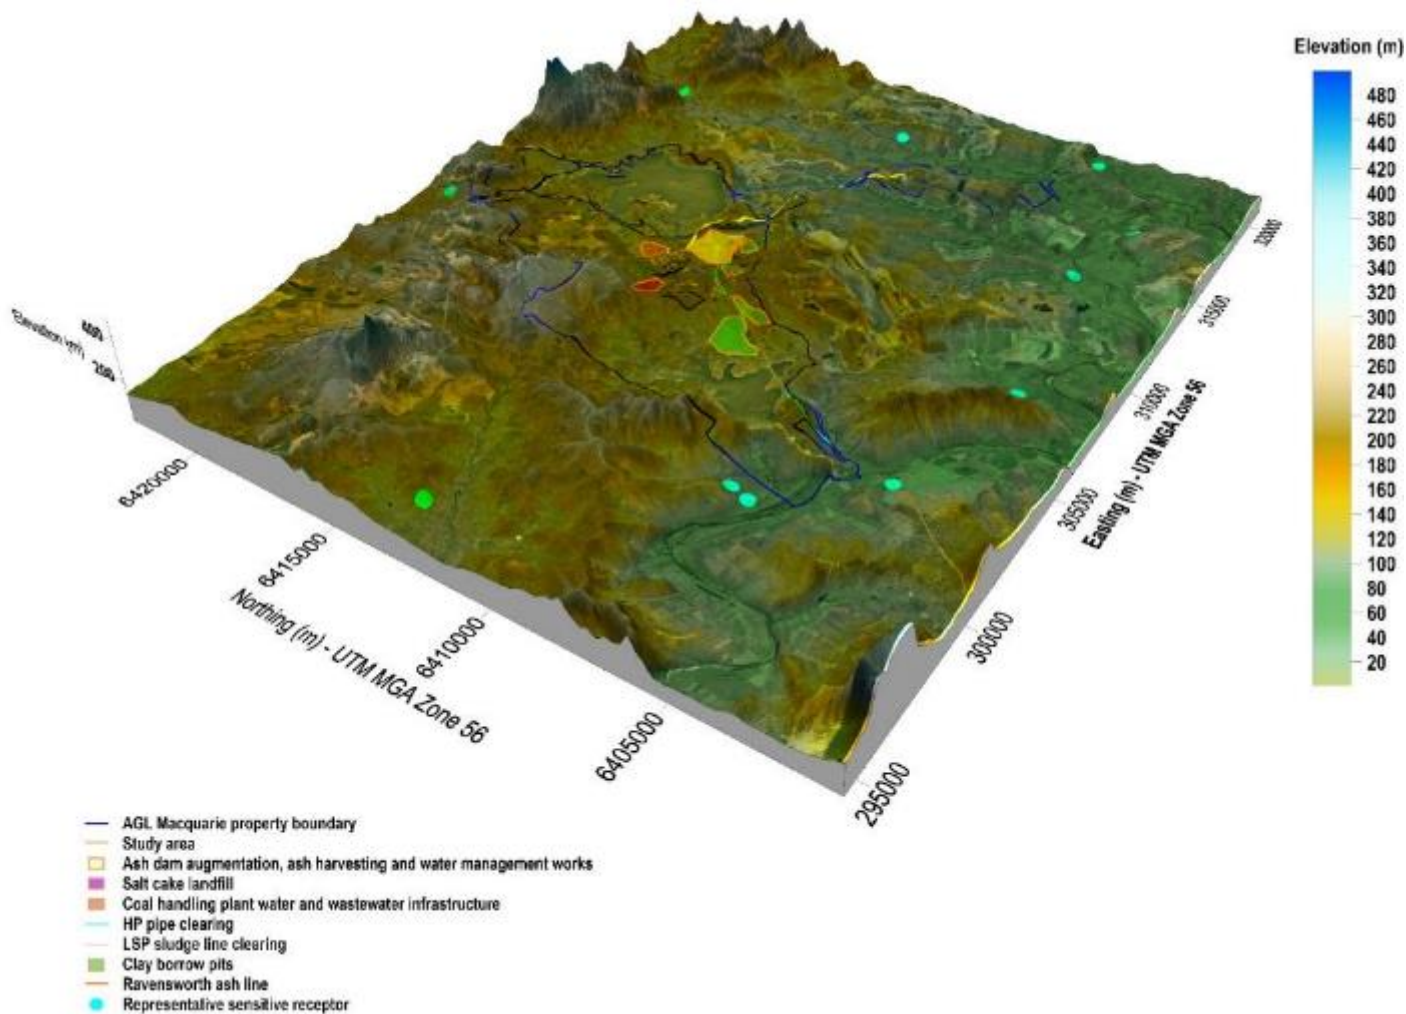 Elevation (m)
480
460
440
420
400
380
360
340
320
300
280
260
240
220
200
180
160
140
120
100
80
60
40
20
320000
315000
310000
305000
300000
295000
Easting (m) - UTM MGA Zone 56
Elevation (m)
6420000
6415000
6410000
6405000
Northing (m) - UTM MGA Zone 56
AGL Macquarie property boundary
Study area
Ash dam augmentation, ash harvesting and water management works
Salt cake landfill
Coal handling plant water and wastewater infrastructure
HP pipe clearing
LSP sludge line clearing
Clay borrow pits
Ravensworth ash line
Representative sensitive receptor